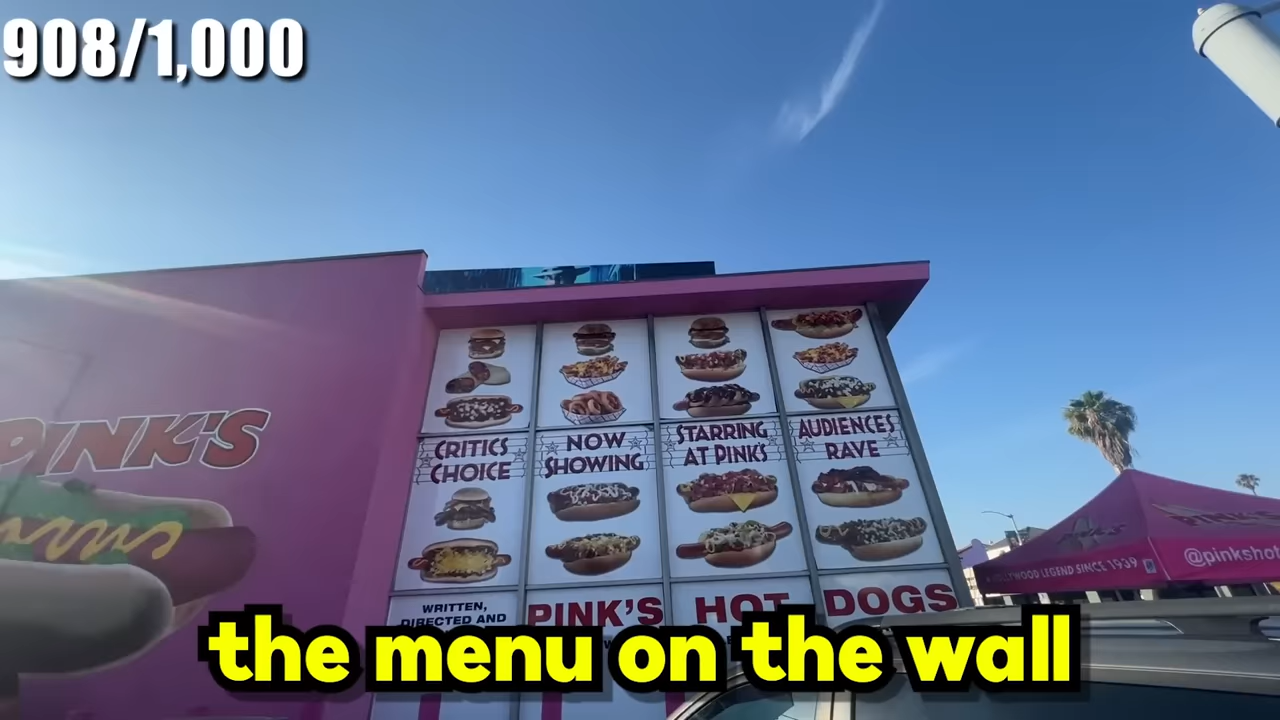 908/1,000
PINK'S
CRITICS
CHOICE
NOW
SHOWING
STARRING
AT PINK'S
AUDIENCES
RAVE
WRITTEN,
DIRECTED AND
PINK'S HOT DOGS
HOLLYWOOD LEGEND SINCE 1939
PINK'S
@pinkshot
the menu on the wall